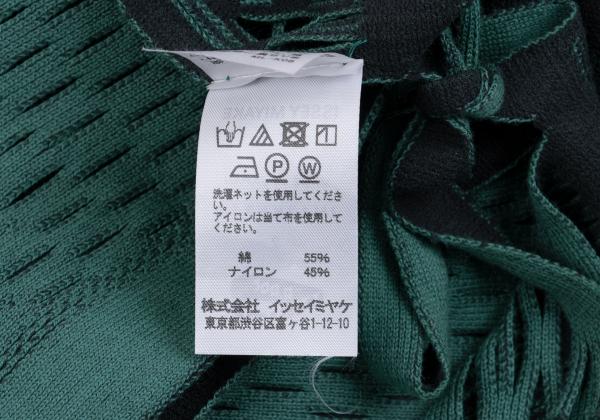 洗濯ネットを使用してくださ
い。
アイロンは当て布を使用して
ください。
綿 55%
ナイロン 45%
株式会社 イッセイミヤケ
東京都渋谷区富ヶ谷1-12-10
P
W